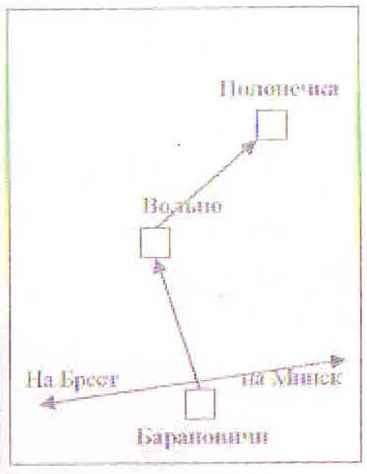 Полонечка
Вольно
На Брест
на Минск
Барановичи